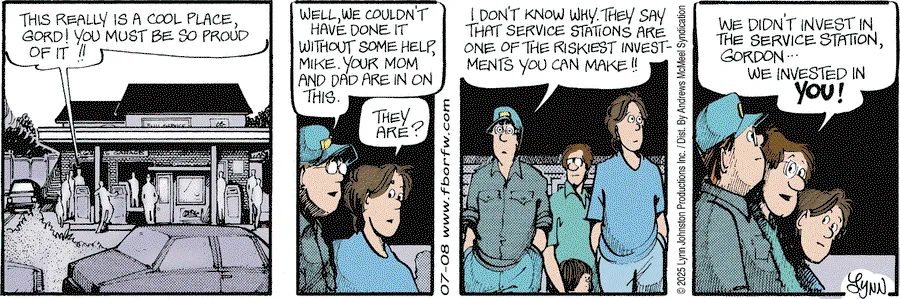 THIS REALLY IS A COOL PLACE,
GORD! YOU MUST BE SO PROUD
OF IT !!
FULL SERVICE
WELL, WE COULDN'T
HAVE DONE IT
WITHOUT SOME HELP,
MIKE. YOUR MOM
AND DAD ARE IN ON
THIS.
THEY
ARE?
07-08 www.fborfw.com
I DON'T KNOW WHY. THEY SAY
THAT SERVICE STATIONS ARE
ONE OF THE RISKIEST INVEST-
MENTS YOU CAN MAKE!!
© 2025 Lynn Johnston Productions Inc. / Dist. By Andrews McMeel Syndication
WE DIDN'T INVEST IN
THE SERVICE STATION,
GORDON...
WE INVESTED IN
YOU!
LYNN